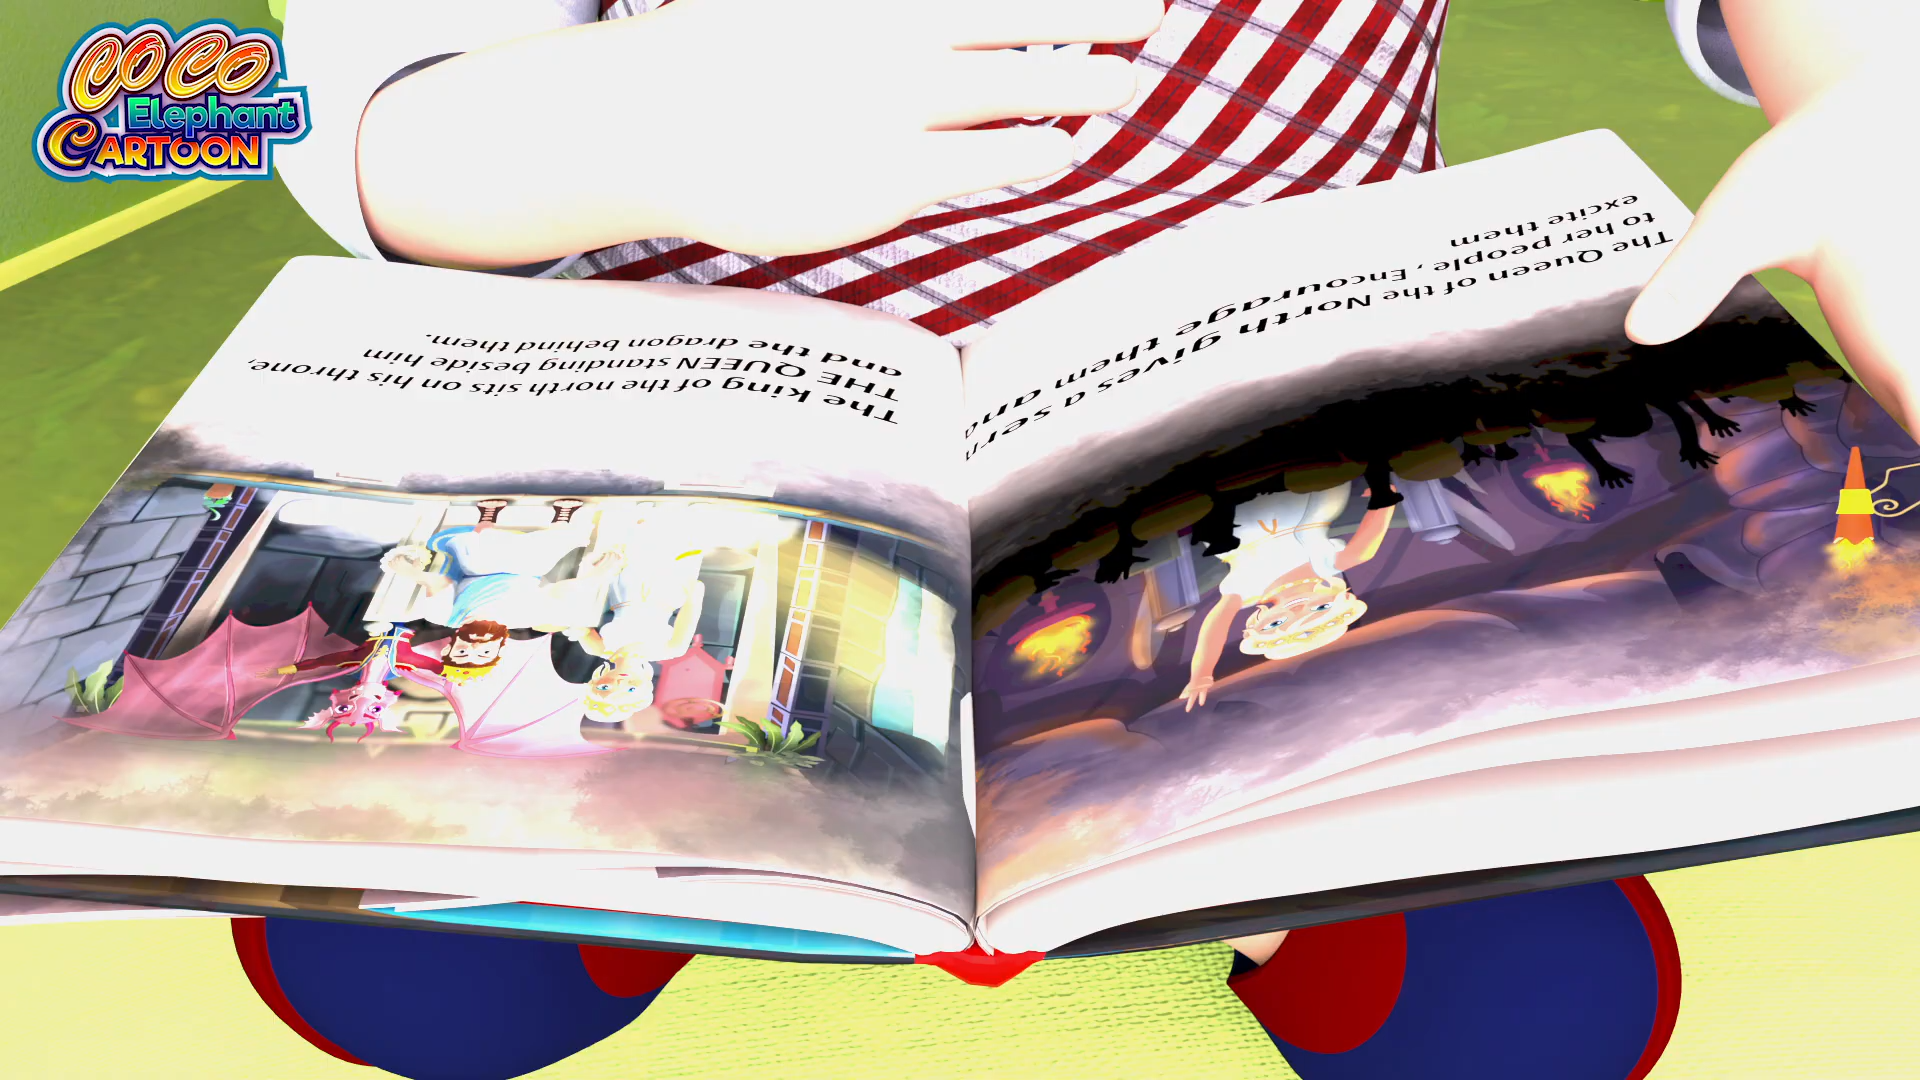 COCO
Elephant
CARTOON
The king of the north sits on his throne,
THE QUEEN standing beside him
and the dragon behind them.
The Queen of the North gives a
to her people , Encourage them and
excite them